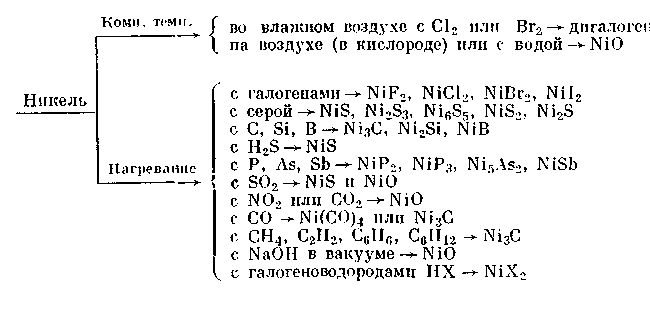 Комн. темп.
во влажном воздухе с Cl₂ или Br₂ → дигалоген
на воздухе (в кислороде) или с водой → NiO
Никель
с галогенами → NiF₂, NiCl₂, NiBr₂, NiI₂
с серой → NiS, Ni₂S₃, Ni₆S₅, NiS₂, Ni₂S
с C, Si, B → Ni₃C, Ni₂Si, NiB
с H₂S → NiS
Нагревание
с P, As, Sb → NiP₂, NiP₃, Ni₅As₂, NiSb
с SO₂ → NiS и NiO
с NO₂ или CO₂ → NiO
с CO → Ni(CO)₄ или Ni₃C
с CH₄, C₂H₂, C₆H₆, C₆H₁₂ → Ni₃C
с NaOH в вакууме → NiO
с галогеноводородами HX → NiX₂